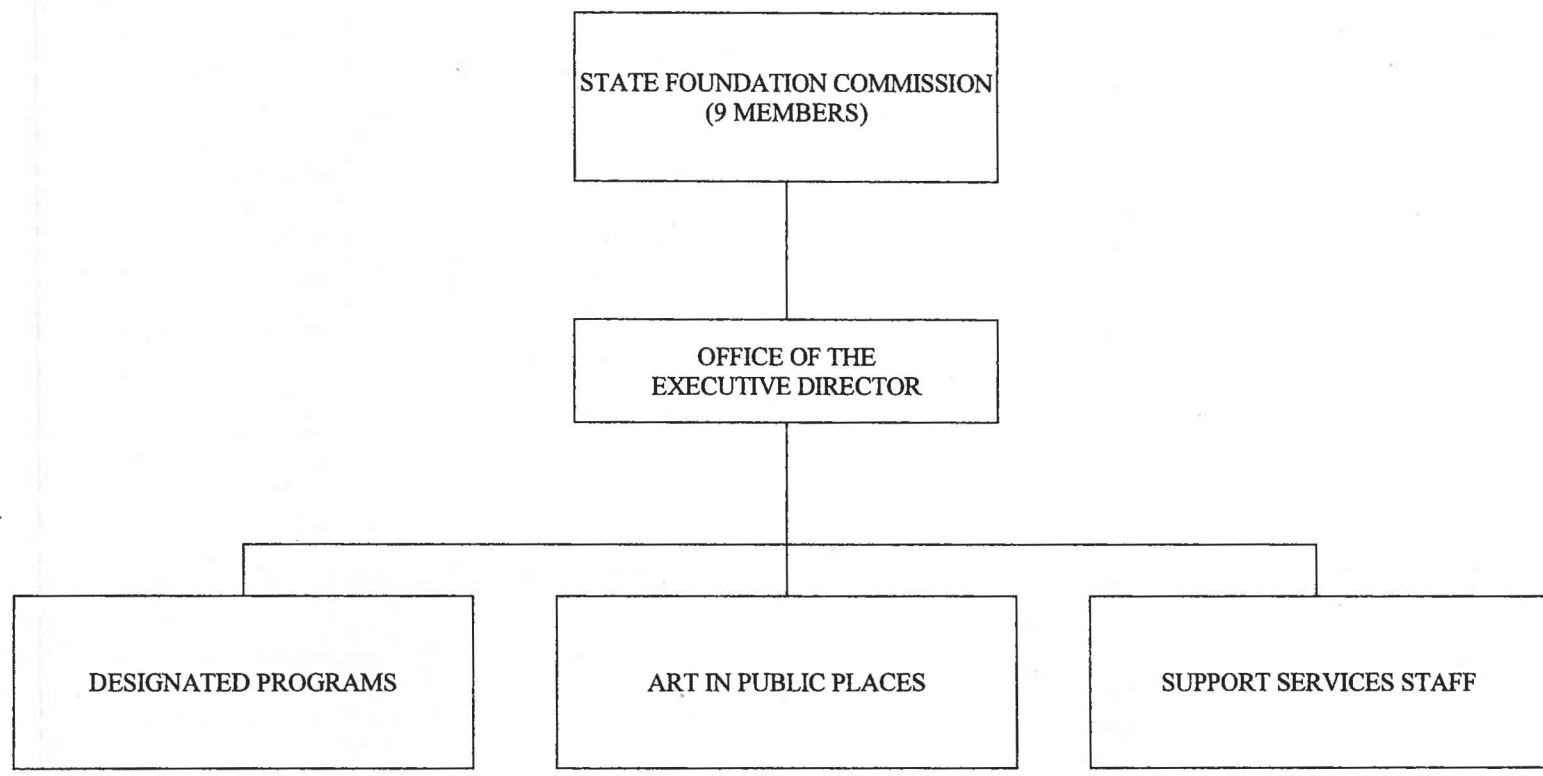 STATE FOUNDATION COMMISSION
(9 MEMBERS)
OFFICE OF THE
EXECUTIVE DIRECTOR
DESIGNATED PROGRAMS
ART IN PUBLIC PLACES
SUPPORT SERVICES STAFF